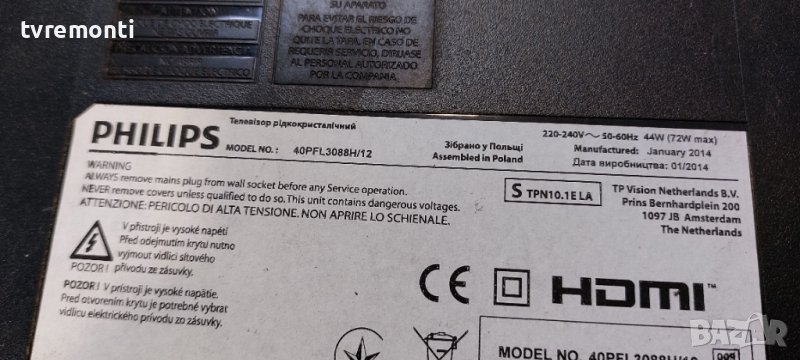 tvremonti
SU APARATO
PARA EVITAR EL RIESGO DE
CHOQUE ELECTRICO NO
QUITE LA TAPA. EN CASO DE
REQUERIR SERVICIO, DIRIJASE
AL PERSONAL AUTORIZADO
POR LA COMPANIA.
PHILIPS
Телевізор рідкокристалічний
MODEL NO.: 40PFL3088H/12
Зібрано у Польщі
Assembled in Poland
220-240V~ 50-60Hz 44W (72W max)
Manufactured: January 2014
Дата виробництва: 01/2014
WARNING
ALWAYS remove mains plug from wall socket before any Service operation.
NEVER remove covers unless qualified to do so. This unit contains dangerous voltages.
ATTENZIONE: PERICOLO DI ALTA TENSIONE. NON APRIRE LO SCHIENALE.
S TPN10.1E LA
TP Vision Netherlands B.V.
Prins Bernhardplein 200
1097 JB Amsterdam
The Netherlands
V přístroji je vysoké napětí
Před odejmutím krytu nutno
vyjmout vidlici síťového
POZOR! přívodu ze zásuvky.
POZOR! V prístroji je vysoké napätie.
Pred otvorením krytu je potrebné vybrat
vidlicu elektrického prívodu zo zásuvky.
CE HDMI™
MODEL NO. 40PFL3088H/12
BAZAR